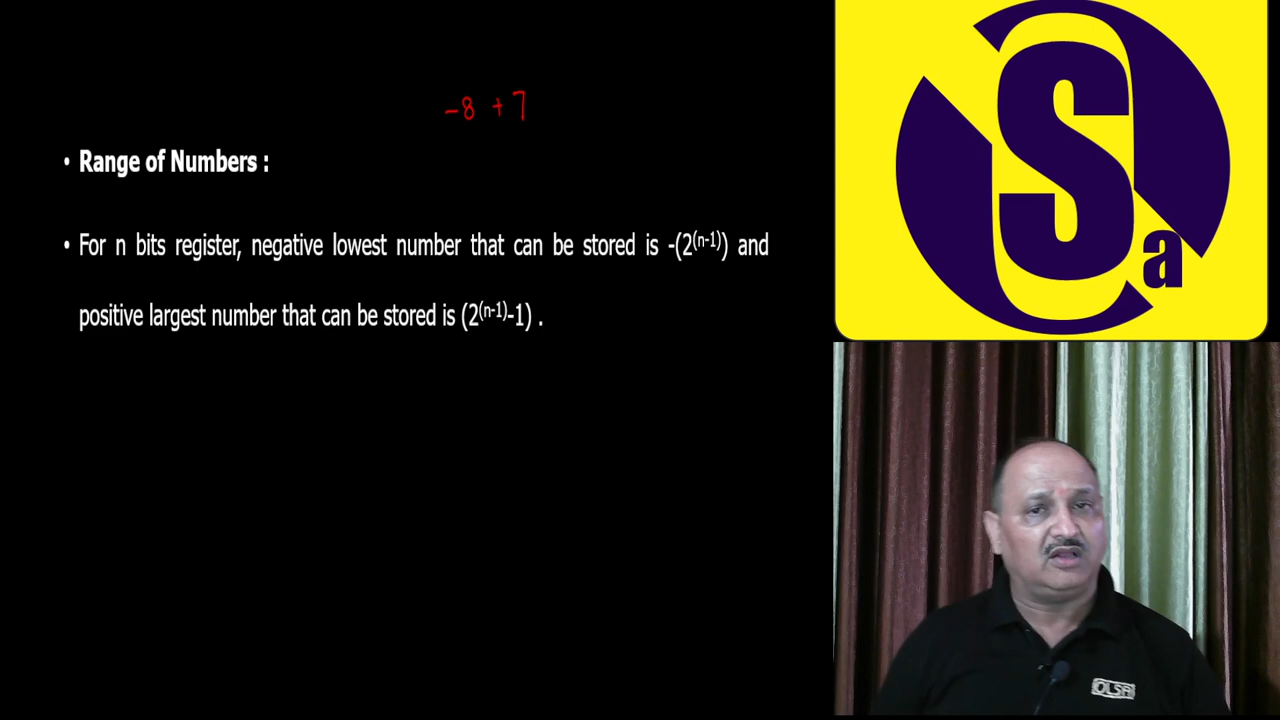 -8 +7
• Range of Numbers :
• For n bits register, negative lowest number that can be stored is -(2^(n-1)) and
positive largest number that can be stored is (2^(n-1)-1) .
S
a
OLSA